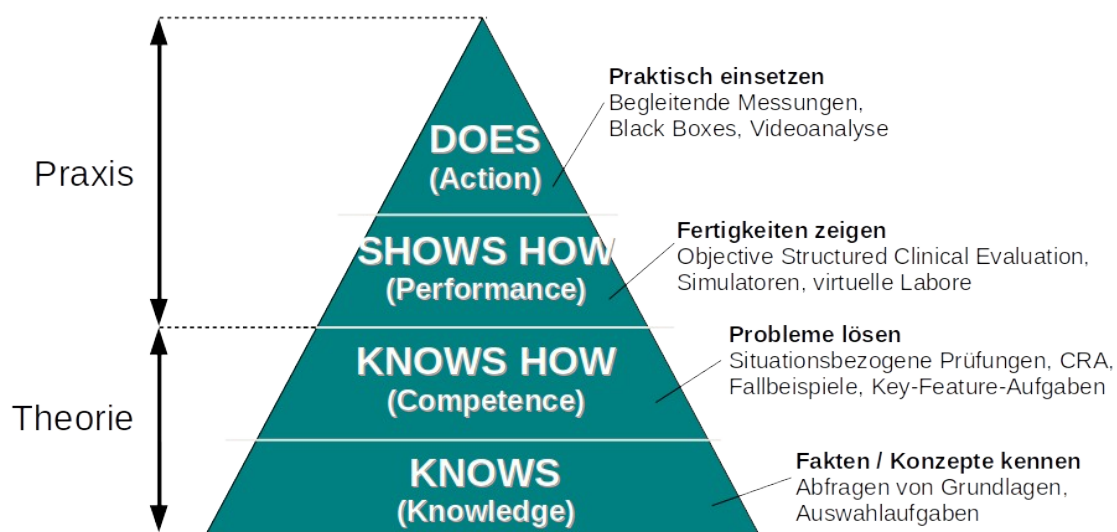 Praxis
Theorie
DOES
(Action)
SHOWS HOW
(Performance)
KNOWS HOW
(Competence)
KNOWS
(Knowledge)
Praktisch einsetzen
Begleitende Messungen,
Black Boxes, Videoanalyse
Fertigkeiten zeigen
Objective Structured Clinical Evaluation,
Simulatoren, virtuelle Labore
Probleme lösen
Situationsbezogene Prüfungen, CRA,
Fallbeispiele, Key-Feature-Aufgaben
Fakten / Konzepte kennen
Abfragen von Grundlagen,
Auswahlaufgaben